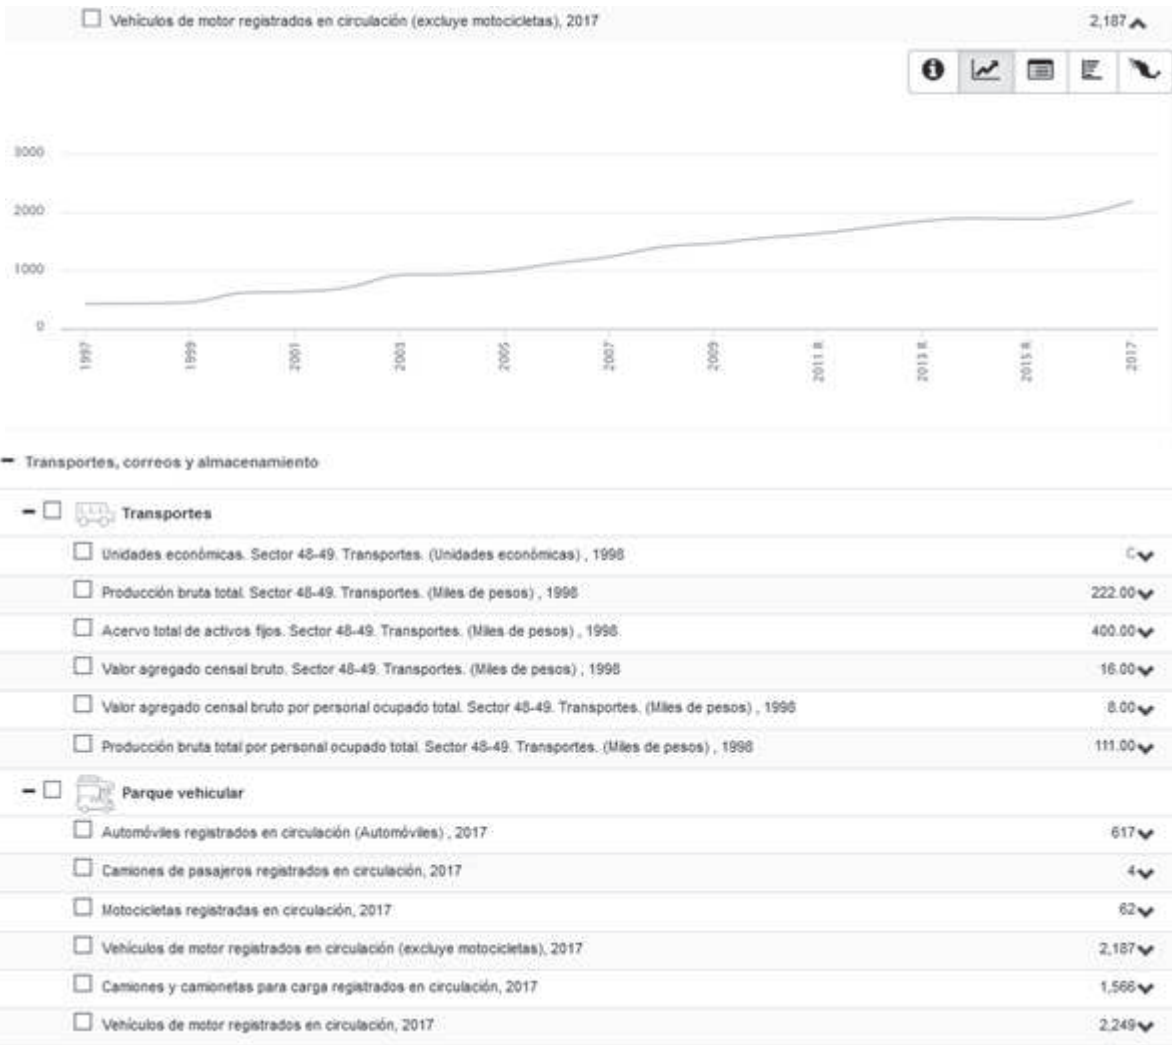 Vehículos de motor registrados en circulación (excluye motocicletas), 2017 2,187
3000
2000
1000
0
1997 1999 2001 2003 2005 2007 2009 2011 R 2013 R 2015 R 2017
Transportes, correos y almacenamiento
Transportes
Unidades económicas. Sector 48-49. Transportes. (Unidades económicas) , 1998 C
Producción bruta total. Sector 48-49. Transportes. (Miles de pesos) , 1998 222.00
Acervo total de activos fijos. Sector 48-49. Transportes. (Miles de pesos) , 1998 400.00
Valor agregado censal bruto. Sector 48-49. Transportes. (Miles de pesos) , 1998 16.00
Valor agregado censal bruto por personal ocupado total. Sector 48-49. Transportes. (Miles de pesos) , 1998 8.00
Producción bruta total por personal ocupado total. Sector 48-49. Transportes. (Miles de pesos) , 1998 111.00
Parque vehicular
Automóviles registrados en circulación (Automóviles) , 2017 617
Camiones de pasajeros registrados en circulación, 2017 4
Motocicletas registradas en circulación, 2017 62
Vehículos de motor registrados en circulación (excluye motocicletas), 2017 2,187
Camiones y camionetas para carga registrados en circulación, 2017 1,566
Vehículos de motor registrados en circulación, 2017 2,249